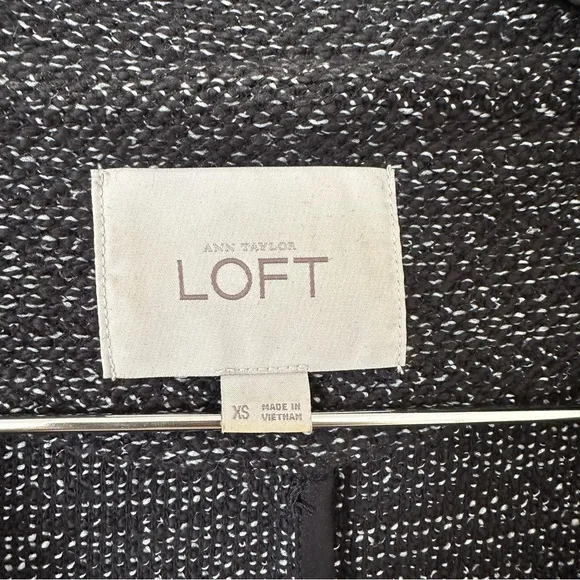 ANN TAYLOR
LOFT
XS
MADE IN
VIETNAM